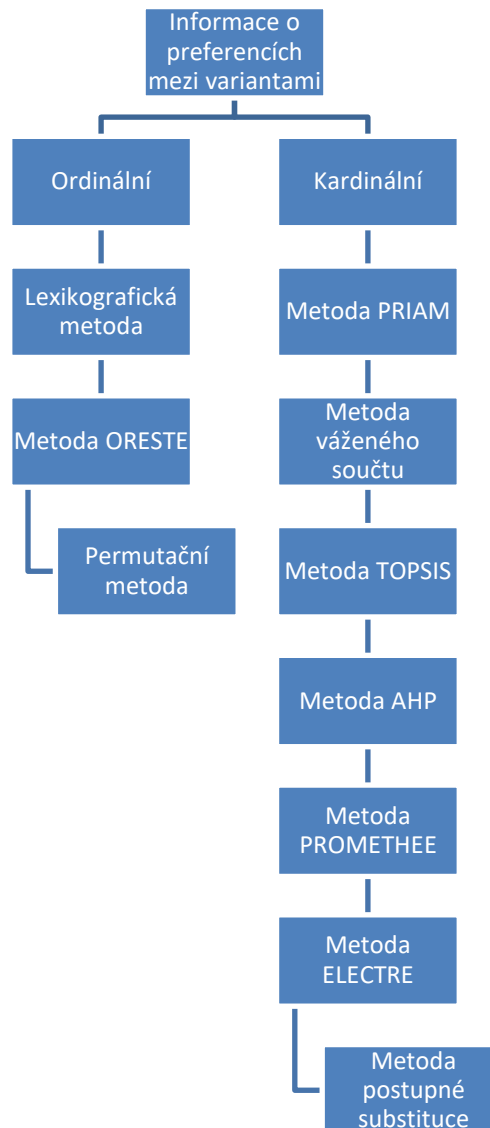 Informace o
preferencích
mezi variantami
Ordinální
Kardinální
Lexikografická
metoda
Metoda PRIAM
Metoda ORESTE
Metoda
váženého
součtu
Permutační
metoda
Metoda TOPSIS
Metoda AHP
Metoda
PROMETHEE
Metoda
ELECTRE
Metoda
postupné
substituce